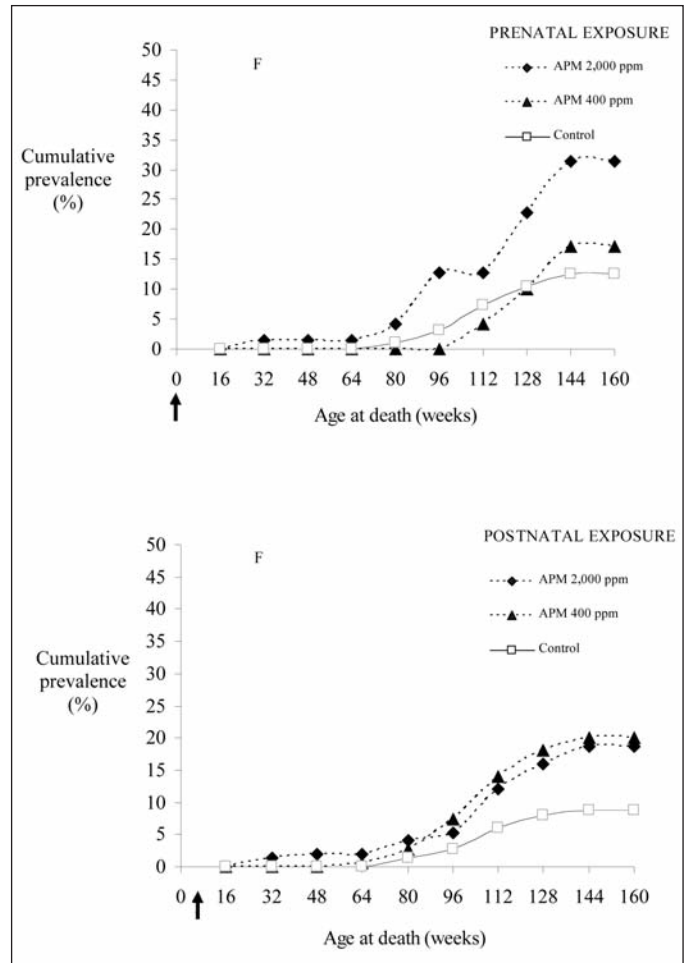 PRENATAL EXPOSURE
F
APM 2,000 ppm
APM 400 ppm
Control
Cumulative
prevalence
(%)
50
45
40
35
30
25
20
15
10
5
0
0 16 32 48 64 80 96 112 128 144 160
Age at death (weeks)
POSTNATAL EXPOSURE
F
APM 2,000 ppm
APM 400 ppm
Control
Cumulative
prevalence
(%)
50
45
40
35
30
25
20
15
10
5
0
0 16 32 48 64 80 96 112 128 144 160
Age at death (weeks)